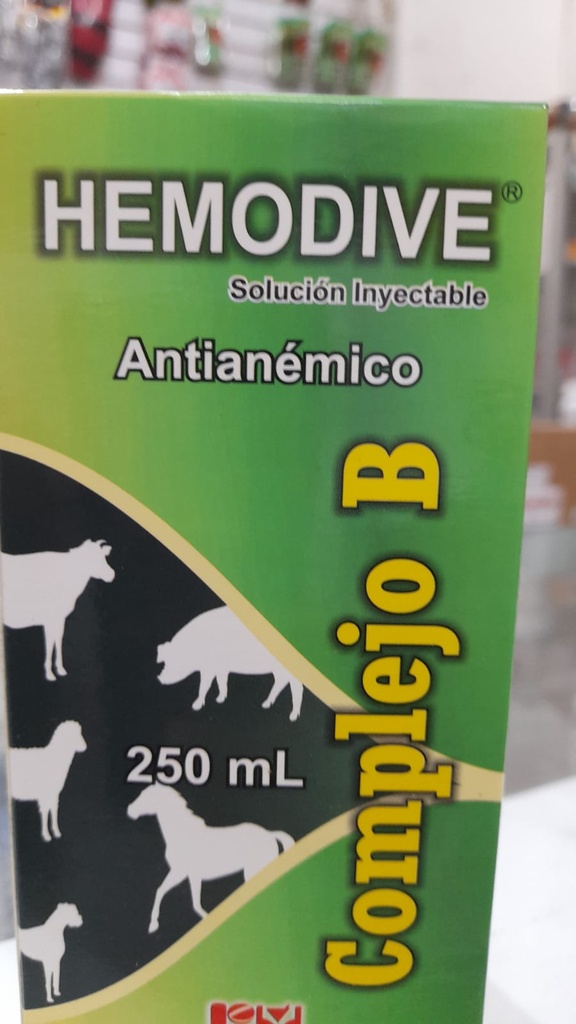 HEMODIVE®
Solución Inyectable
Antianémico
Complejo B
250 mL